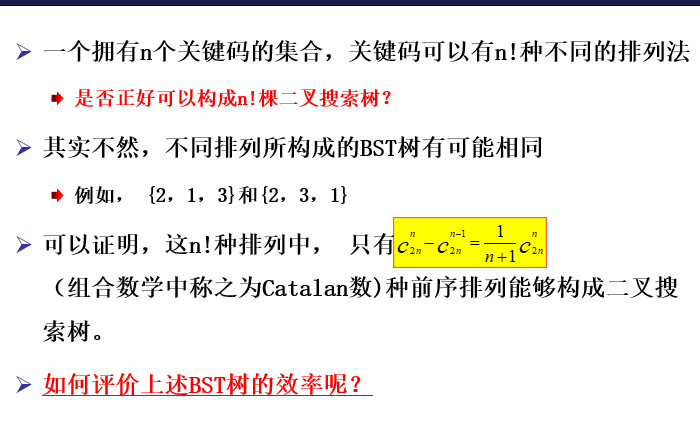 一个拥有n个关键码的集合，关键码可以有n!种不同的排列法
是否正好可以构成n!棵二叉搜索树？
其实不然，不同排列所构成的BST树有可能相同
例如， {2, 1, 3}和{2, 3, 1}
可以证明，这n!种排列中， 只有 $c_{2n}^{n} - c_{2n}^{n-1} = \frac{1}{n+1} c_{2n}^{n}$
（组合数学中称之为Catalan数)种前序排列能够构成二叉搜
索树。
如何评价上述BST树的效率呢？